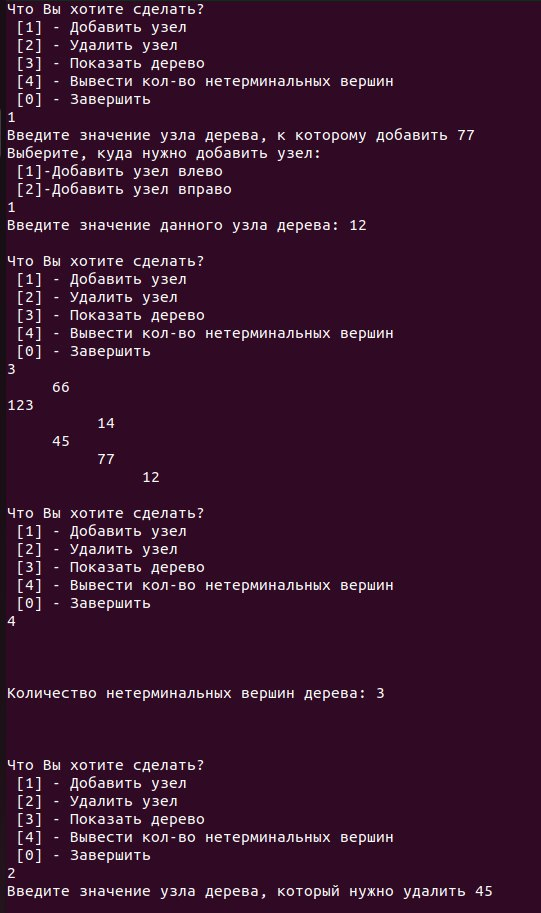 Что Вы хотите сделать?
[1] - Добавить узел
[2] - Удалить узел
[3] - Показать дерево
[4] - Вывести кол-во нетерминальных вершин
[0] - Завершить
1
Введите значение узла дерева, к которому добавить 77
Выберите, куда нужно добавить узел:
[1]-Добавить узел влево
[2]-Добавить узел вправо
1
Введите значение данного узла дерева: 12
Что Вы хотите сделать?
[1] - Добавить узел
[2] - Удалить узел
[3] - Показать дерево
[4] - Вывести кол-во нетерминальных вершин
[0] - Завершить
3
66
123
14
45
77
12
Что Вы хотите сделать?
[1] - Добавить узел
[2] - Удалить узел
[3] - Показать дерево
[4] - Вывести кол-во нетерминальных вершин
[0] - Завершить
4
Количество нетерминальных вершин дерева: 3
Что Вы хотите сделать?
[1] - Добавить узел
[2] - Удалить узел
[3] - Показать дерево
[4] - Вывести кол-во нетерминальных вершин
[0] - Завершить
2
Введите значение узла дерева, который нужно удалить 45